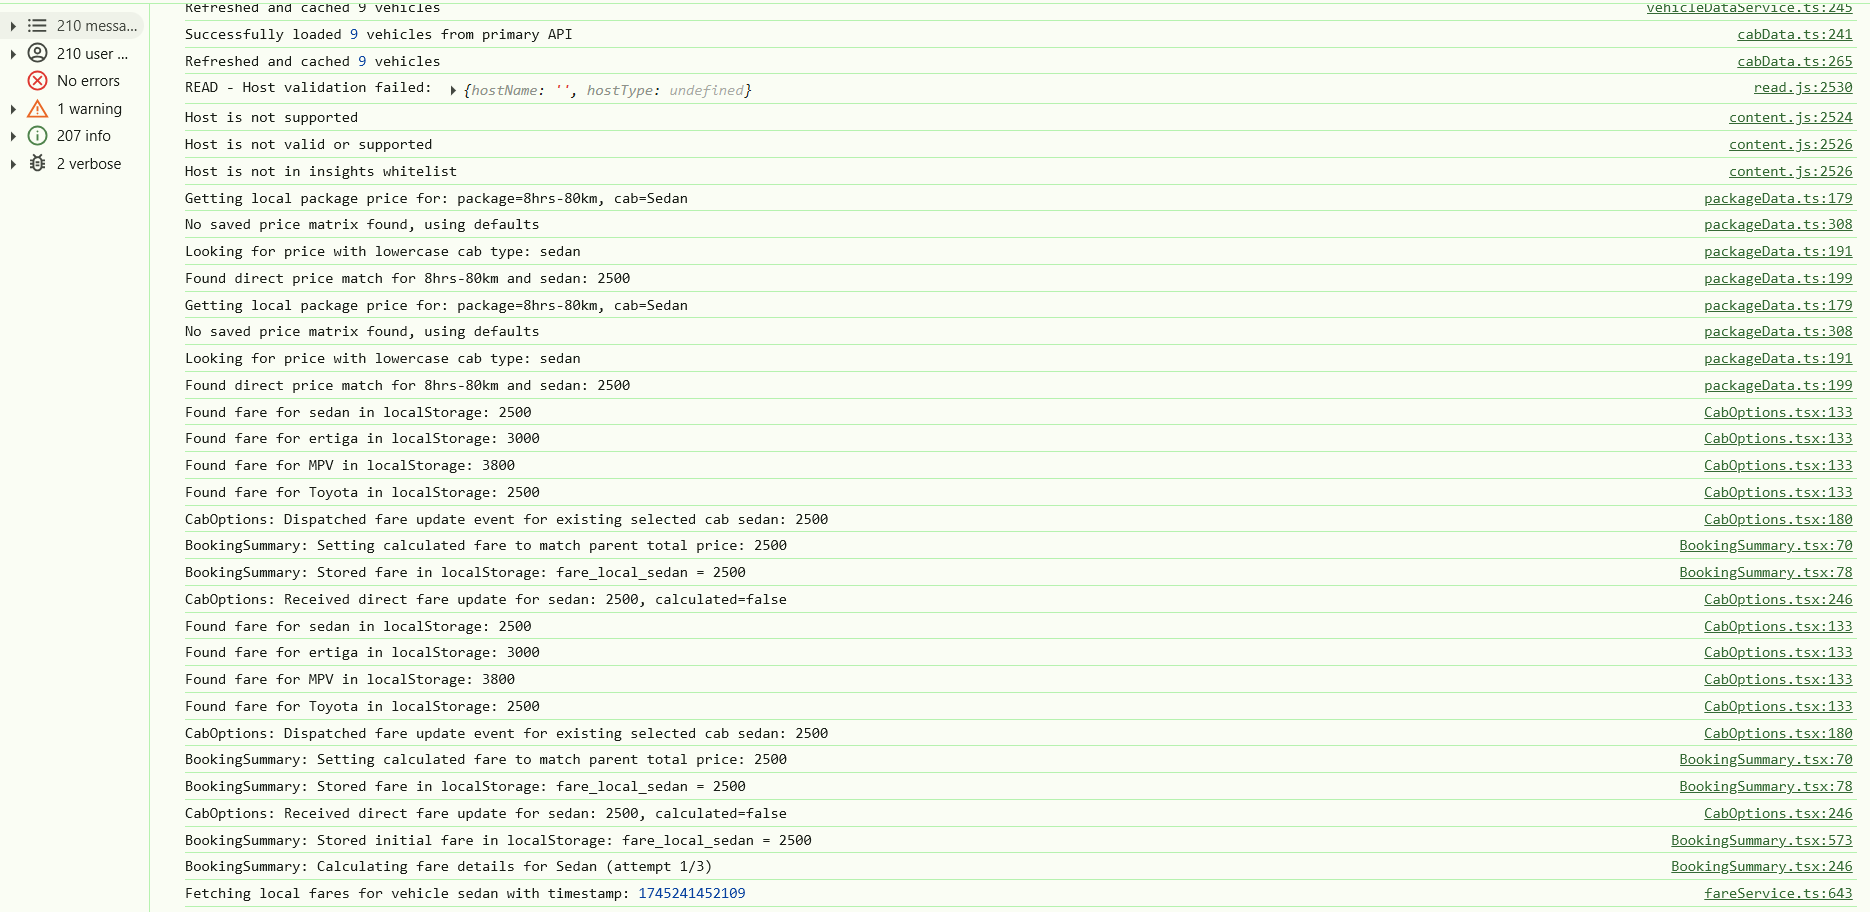 210 messa...
210 user ...
No errors
1 warning
207 info
2 verbose
Refreshed and cached 9 vehicles vehicleDataService.ts:245
Successfully loaded 9 vehicles from primary API cabData.ts:241
Refreshed and cached 9 vehicles cabData.ts:265
READ - Host validation failed: {hostName: '', hostType: undefined} read.js:2530
Host is not supported content.js:2524
Host is not valid or supported content.js:2526
Host is not in insights whitelist content.js:2526
Getting local package price for: package=8hrs-80km, cab=Sedan packageData.ts:179
No saved price matrix found, using defaults packageData.ts:308
Looking for price with lowercase cab type: sedan packageData.ts:191
Found direct price match for 8hrs-80km and sedan: 2500 packageData.ts:199
Getting local package price for: package=8hrs-80km, cab=Sedan packageData.ts:179
No saved price matrix found, using defaults packageData.ts:308
Looking for price with lowercase cab type: sedan packageData.ts:191
Found direct price match for 8hrs-80km and sedan: 2500 packageData.ts:199
Found fare for sedan in localStorage: 2500 CabOptions.tsx:133
Found fare for ertiga in localStorage: 3000 CabOptions.tsx:133
Found fare for MPV in localStorage: 3800 CabOptions.tsx:133
Found fare for Toyota in localStorage: 2500 CabOptions.tsx:133
CabOptions: Dispatched fare update event for existing selected cab sedan: 2500 CabOptions.tsx:180
BookingSummary: Setting calculated fare to match parent total price: 2500 BookingSummary.tsx:70
BookingSummary: Stored fare in localStorage: fare_local_sedan = 2500 BookingSummary.tsx:78
CabOptions: Received direct fare update for sedan: 2500, calculated=false CabOptions.tsx:246
Found fare for sedan in localStorage: 2500 CabOptions.tsx:133
Found fare for ertiga in localStorage: 3000 CabOptions.tsx:133
Found fare for MPV in localStorage: 3800 CabOptions.tsx:133
Found fare for Toyota in localStorage: 2500 CabOptions.tsx:133
CabOptions: Dispatched fare update event for existing selected cab sedan: 2500 CabOptions.tsx:180
BookingSummary: Setting calculated fare to match parent total price: 2500 BookingSummary.tsx:70
BookingSummary: Stored fare in localStorage: fare_local_sedan = 2500 BookingSummary.tsx:78
CabOptions: Received direct fare update for sedan: 2500, calculated=false CabOptions.tsx:246
BookingSummary: Stored initial fare in localStorage: fare_local_sedan = 2500 BookingSummary.tsx:573
BookingSummary: Calculating fare details for Sedan (attempt 1/3) BookingSummary.tsx:246
Fetching local fares for vehicle sedan with timestamp: 1745241452109 fareService.ts:643